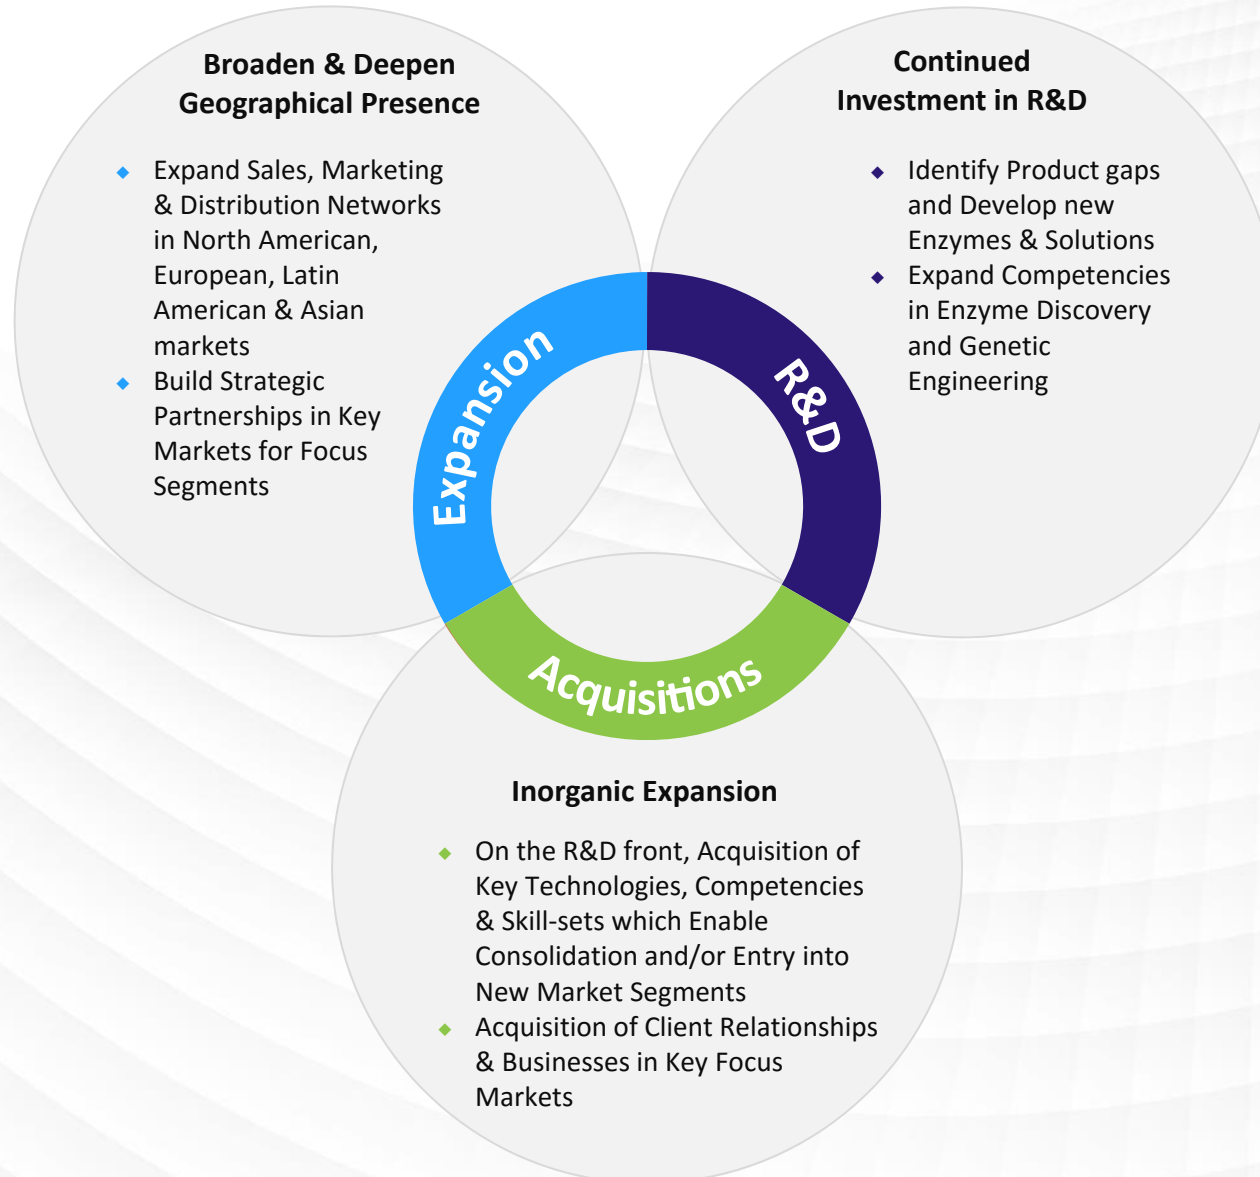 Broaden & Deepen
Geographical Presence
Expand Sales, Marketing
& Distribution Networks
in North American,
European, Latin
American & Asian
markets
Build Strategic
Partnerships in Key
Markets for Focus
Segments
Continued
Investment in R&D
Identify Product gaps
and Develop new
Enzymes & Solutions
Expand Competencies
in Enzyme Discovery
and Genetic
Engineering
Expansion
R&D
Acquisitions
Inorganic Expansion
On the R&D front, Acquisition of
Key Technologies, Competencies
& Skill-sets which Enable
Consolidation and/or Entry into
New Market Segments
Acquisition of Client Relationships
& Businesses in Key Focus
Markets